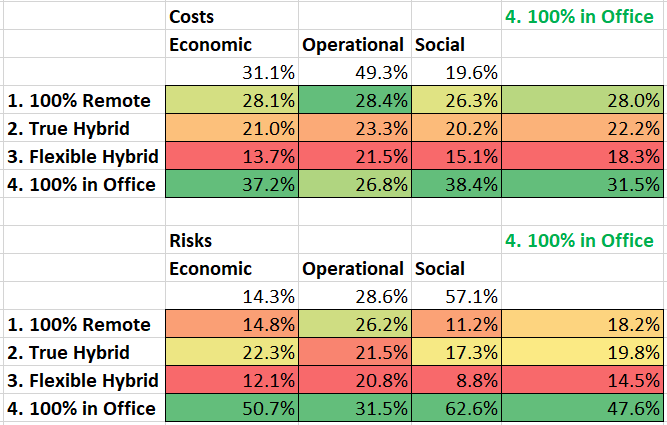 Costs 4. 100% in Office
Economic Operational Social
31.1% 49.3% 19.6%
1. 100% Remote 28.1% 28.4% 26.3% 28.0%
2. True Hybrid 21.0% 23.3% 20.2% 22.2%
3. Flexible Hybrid 13.7% 21.5% 15.1% 18.3%
4. 100% in Office 37.2% 26.8% 38.4% 31.5%
Risks 4. 100% in Office
Economic Operational Social
14.3% 28.6% 57.1%
1. 100% Remote 14.8% 26.2% 11.2% 18.2%
2. True Hybrid 22.3% 21.5% 17.3% 19.8%
3. Flexible Hybrid 12.1% 20.8% 8.8% 14.5%
4. 100% in Office 50.7% 31.5% 62.6% 47.6%